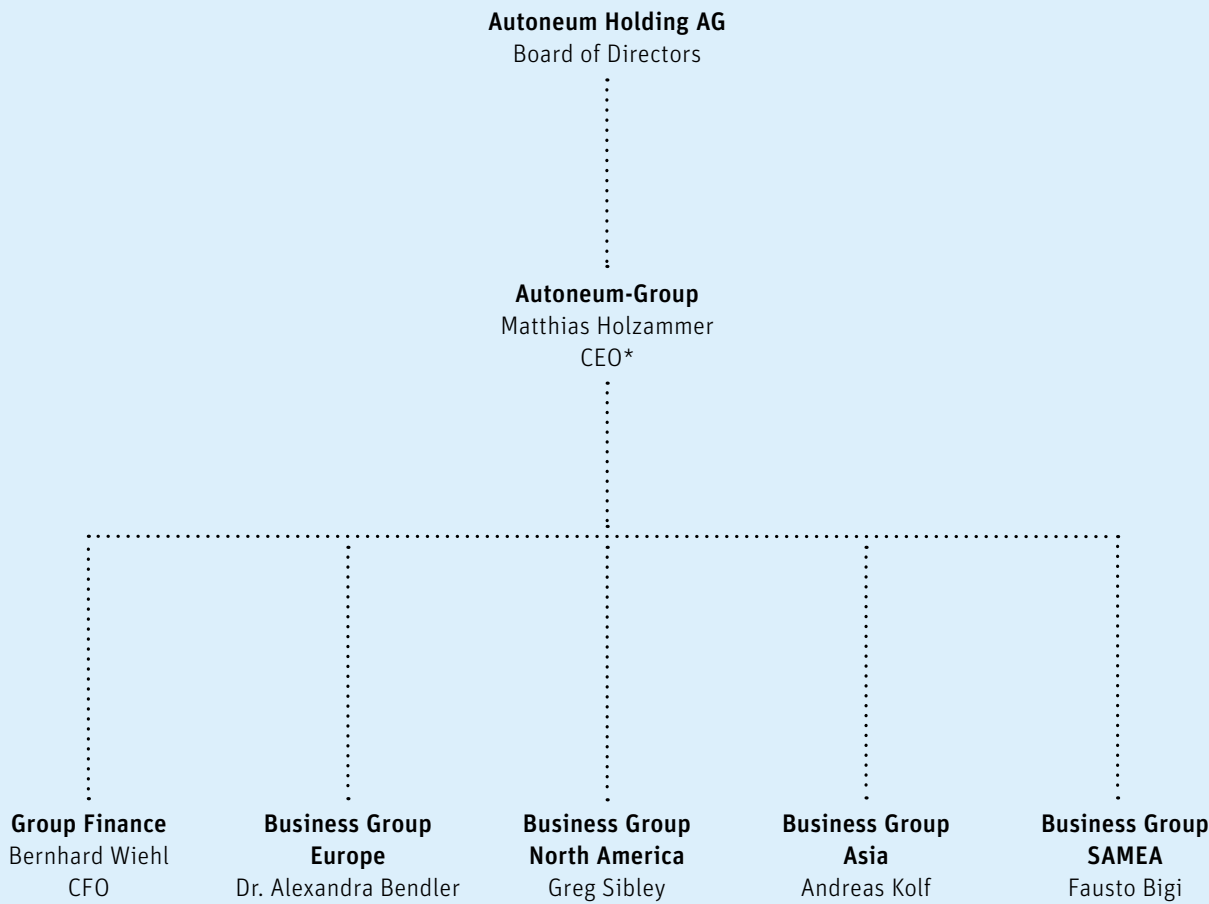 Autoneum Holding AG
Board of Directors
Autoneum-Group
Matthias Holzammer
CEO*
Group Finance
Bernhard Wiehl
CFO
Business Group
Europe
Dr. Alexandra Bendler
Business Group
North America
Greg Sibley
Business Group
Asia
Andreas Kolf
Business Group
SAMEA
Fausto Bigi